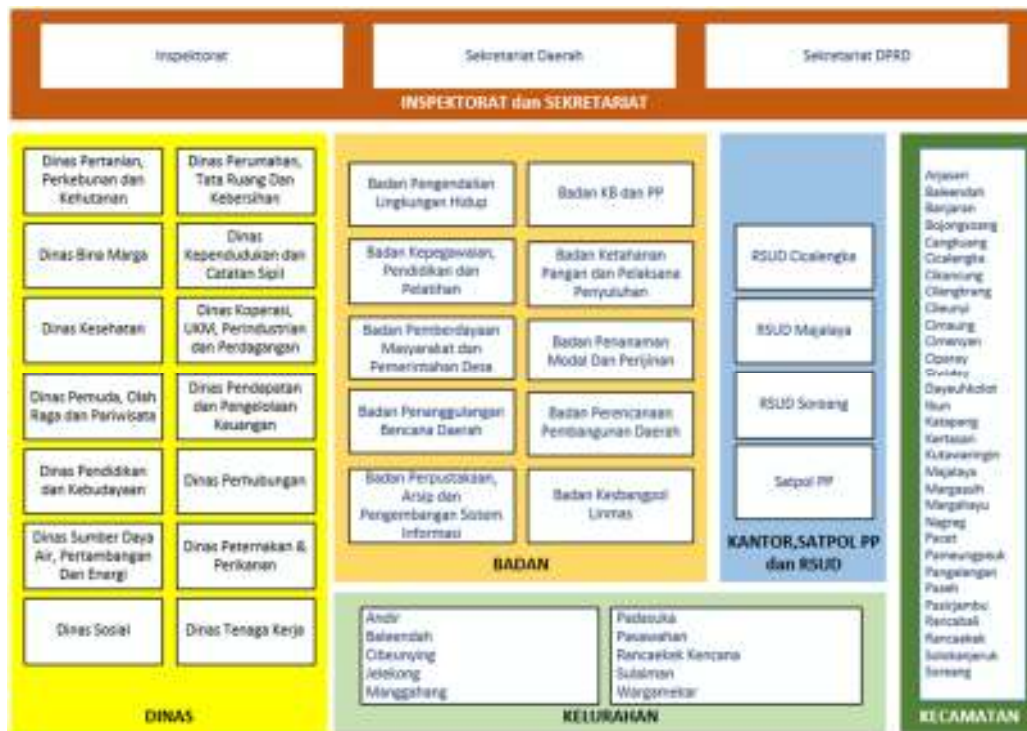 Inspektorat
Sekretariat Daerah
Sekretariat DPRD
INSPEKTORAT dan SEKRETARIAT
Dinas Pertanian,
Perkebunan dan
Kehutanan
Dinas Perumahan,
Tata Ruang Dan
Kebersihan
Dinas Bina Marga
Dinas
Kependudukan dan
Catatan Sipil
Dinas Kesehatan
Dinas Koperasi,
UKM, Perindustrian
dan Perdagangan
Dinas Pemuda, Olah
Raga dan Pariwisata
Dinas Pendapatan
dan Pengelolaan
Keuangan
Dinas Pendidikan
dan Kebudayaan
Dinas Perhubungan
Dinas Sumber Daya
Air, Pertambangan
Dan Energi
Dinas Peternakan &
Perikanan
Dinas Sosial
Dinas Tenaga Kerja
DINAS
Badan Pengendalian
Lingkungan Hidup
Badan KB dan PP
Badan Kepegawaian,
Pendidikan dan
Pelatihan
Badan Ketahanan
Pangan dan Pelaksana
Penyuluhan
Badan Pemberdayaan
Masyarakat dan
Pemerintahan Desa
Badan Penanaman
Modal Dan Perijinan
Badan Penanggulangan
Bencana Daerah
Badan Perencanaan
Pembangunan Daerah
Badan Perpustakaan,
Arsip dan
Pengembangan Sistem
Informasi
Badan Kesbangpol
Linmas
BADAN
RSUD Cicalengka
RSUD Majalaya
RSUD Soreang
Satpol PP
KANTOR,SATPOL PP
dan RSUD
Andir
Baleendah
Cibeunying
Jelekong
Manggahang
Padasuka
Pasawahan
Rancaekek Kencana
Sulaiman
Wargamekar
KELURAHAN
Arjasari
Baleendah
Banjaran
Bojongsoang
Cangkuang
Cicalengka
Cikancung
Cilengkrang
Cileunyi
Cimaung
Cimenyan
Ciparay
Dayeuhkolot
Ibun
Katapang
Kertasari
Kutawaringin
Majalaya
Margaasih
Margahayu
Nagreg
Pacet
Pameungpeuk
Pangalengan
Paseh
Pasirjambu
Rancabali
Rancaekek
Solokanjeruk
Soreang
KECAMATAN